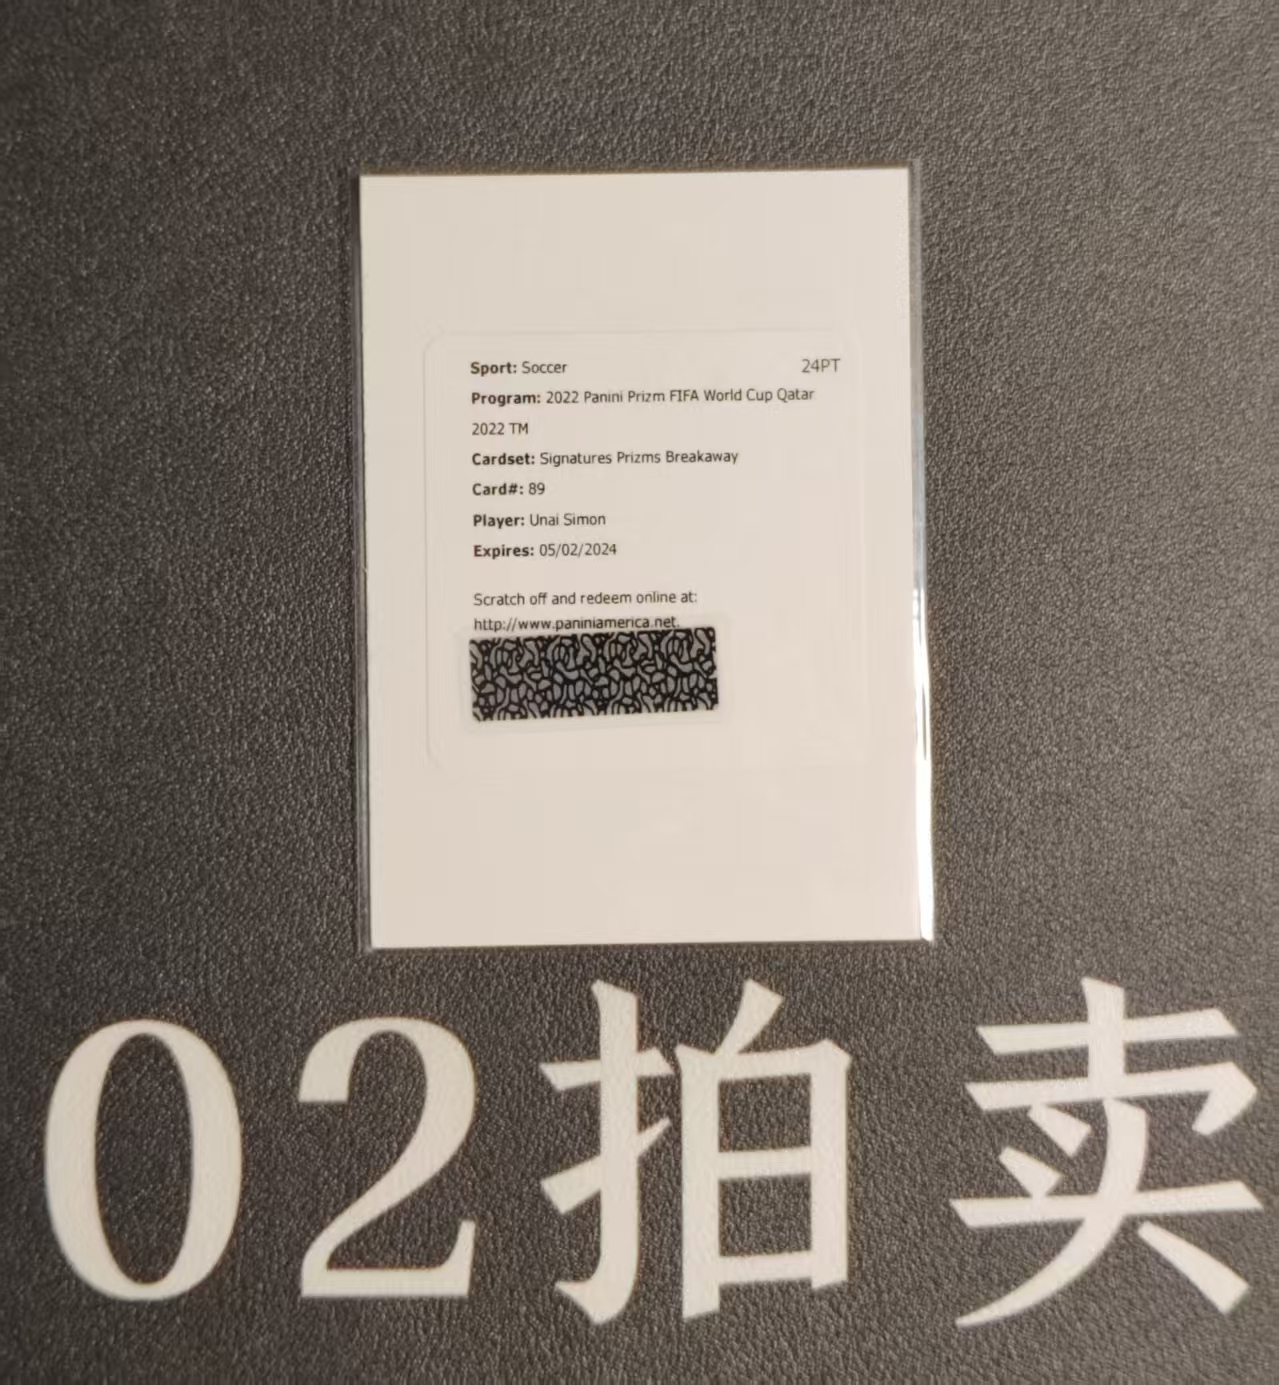 Sport: Soccer 24PT
Program: 2022 Panini Prizm FIFA World Cup Qatar
2022 TM
Cardset: Signatures Prizms Breakaway
Card#: 89
Player: Unai Simon
Expires: 05/02/2024
Scratch off and redeem online at:
http://www.paniniamerica.net.
02拍卖